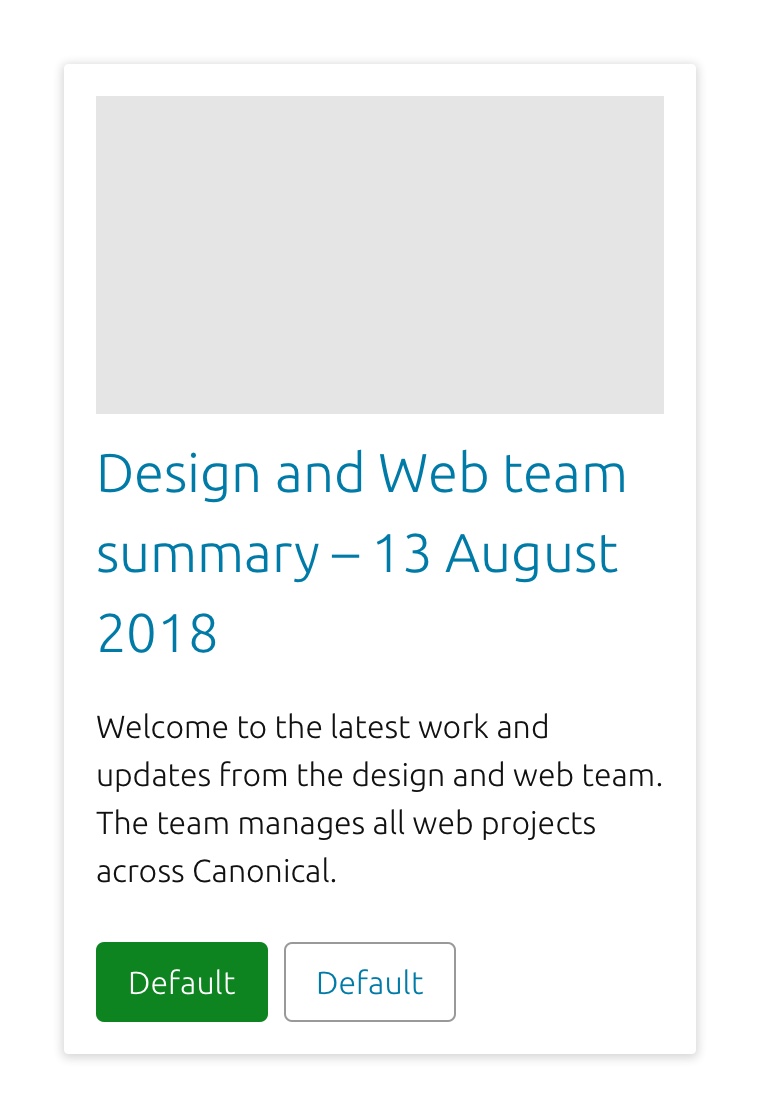 Design and Web team
summary – 13 August
2018
Welcome to the latest work and
updates from the design and web team.
The team manages all web projects
across Canonical.
Default
Default